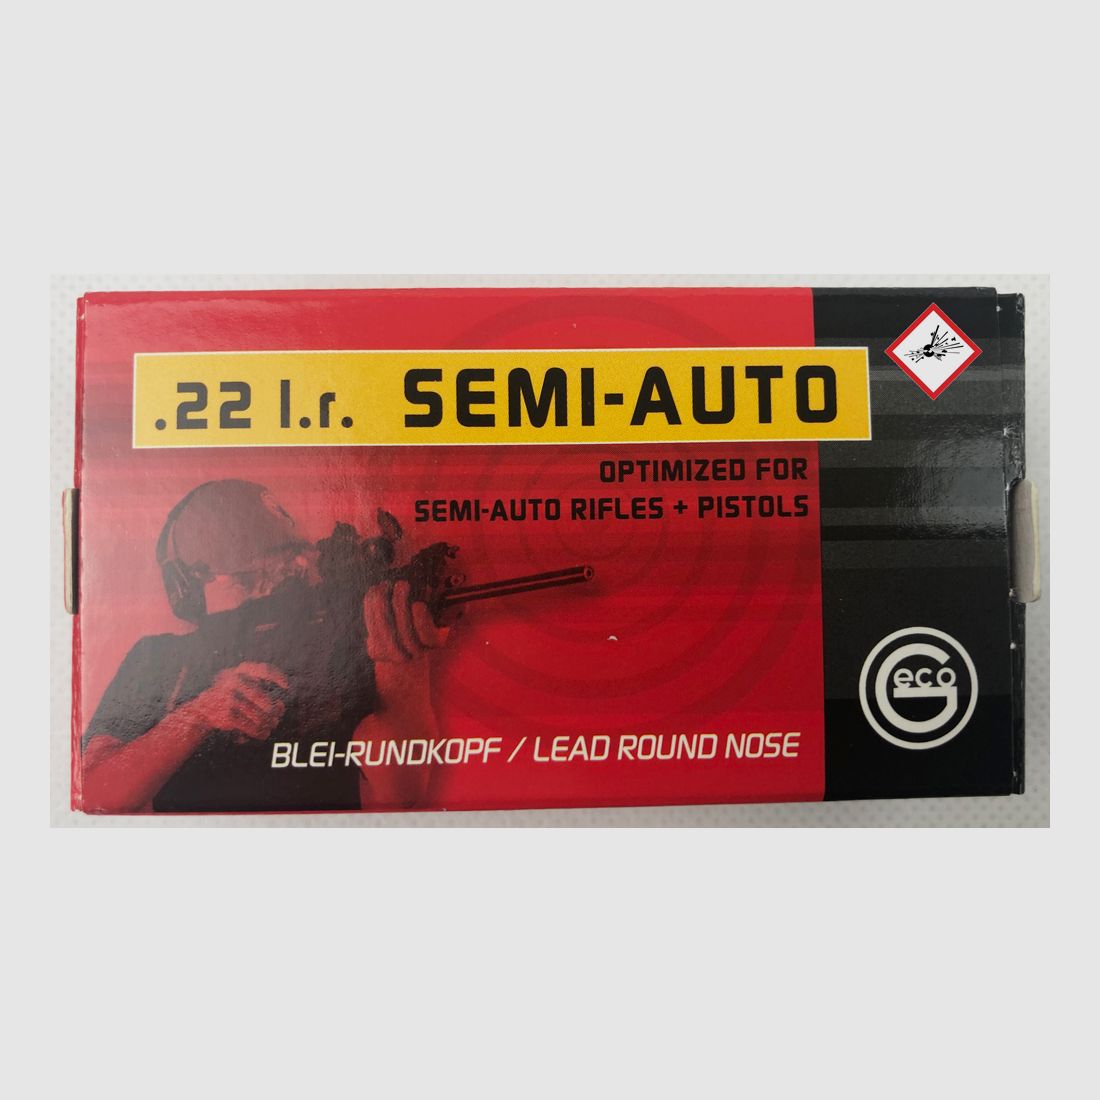 .22 l.r. SEMI-AUTO
OPTIMIZED FOR
SEMI-AUTO RIFLES + PISTOLS
BLEI-RUNDKOPF / LEAD ROUND NOSE
Geco